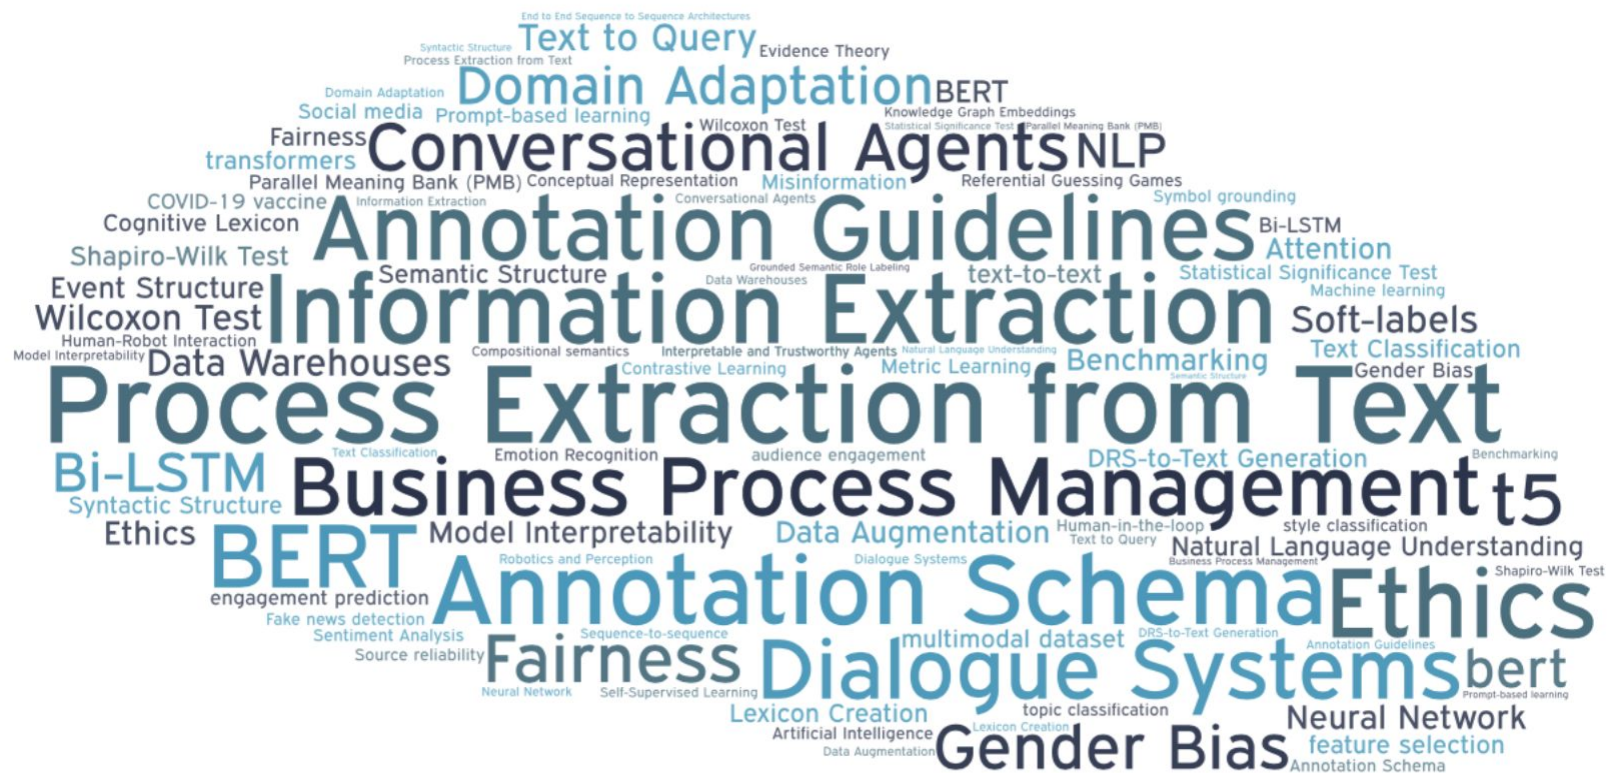 End to End Sequence to Sequence Architectures
Syntactic Structure Text to Query Evidence Theory
Process Extraction from Text
Domain Adaptation Domain Adaptation BERT
Social media Prompt-based learning Knowledge Graph Embeddings
Fairness Wilcoxon Test Statistical Significance Test Parallel Meaning Bank (PMB)
transformers Conversational Agents NLP
Parallel Meaning Bank (PMB) Conceptual Representation Misinformation Referential Guessing Games
COVID-19 vaccine Information Extraction Conversational Agents Symbol grounding
Cognitive Lexicon Annotation Guidelines Bi-LSTM
Shapiro-Wilk Test Attention
Semantic Structure Grounded Semantic Role Labeling text-to-text Statistical Significance Test
Event Structure Data Warehouses Machine learning
Wilcoxon Test Information Extraction Soft-labels
Human-Robot Interaction
Model Interpretability Data Warehouses Compositional semantics Interpretable and Trustworthy Agents Natural Language Understanding Text Classification
Contrastive Learning Metric Learning Benchmarking Gender Bias
Semantic Structure
Process Extraction from Text
Text Classification Emotion Recognition audience engagement DRS-to-Text Generation Benchmarking
Bi-LSTM Business Process Management t5
Syntactic Structure
Ethics Model Interpretability Data Augmentation Human-in-the-loop style classification
Text to Query Natural Language Understanding
BERT Robotics and Perception Dialogue Systems Business Process Management Shapiro-Wilk Test
engagement prediction Annotation Schema Ethics
Fake news detection
Sentiment Analysis Sequence-to-sequence multimodal dataset DRS-to-Text Generation Annotation Guidelines
Source reliability Fairness Dialogue Systems bert
Neural Network Self-Supervised Learning Prompt-based learning
Lexicon Creation topic classification Neural Network
Artificial Intelligence Lexicon Creation
Data Augmentation Gender Bias feature selection
Annotation Schema